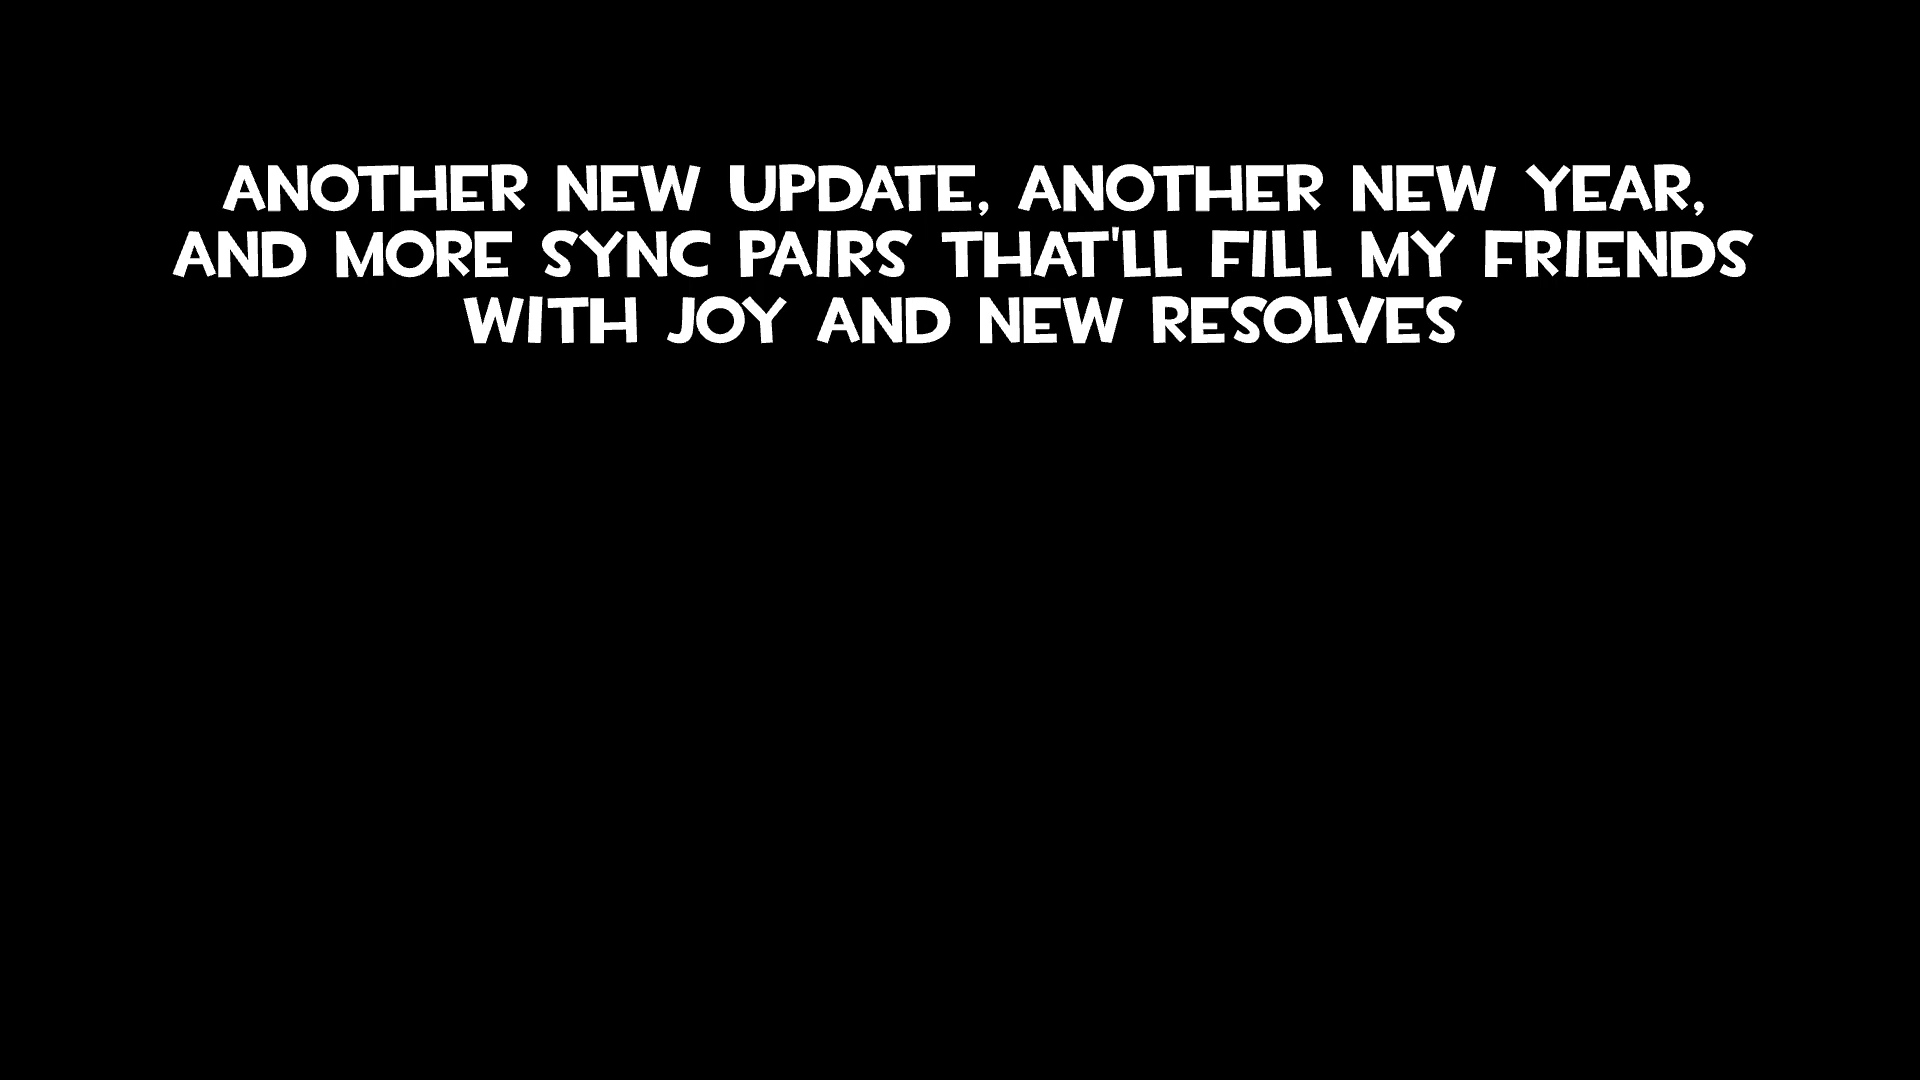 ANOTHER NEW UPDATE, ANOTHER NEW YEAR,
AND MORE SYNC PAIRS THAT'LL FILL MY FRIENDS
WITH JOY AND NEW RESOLVES